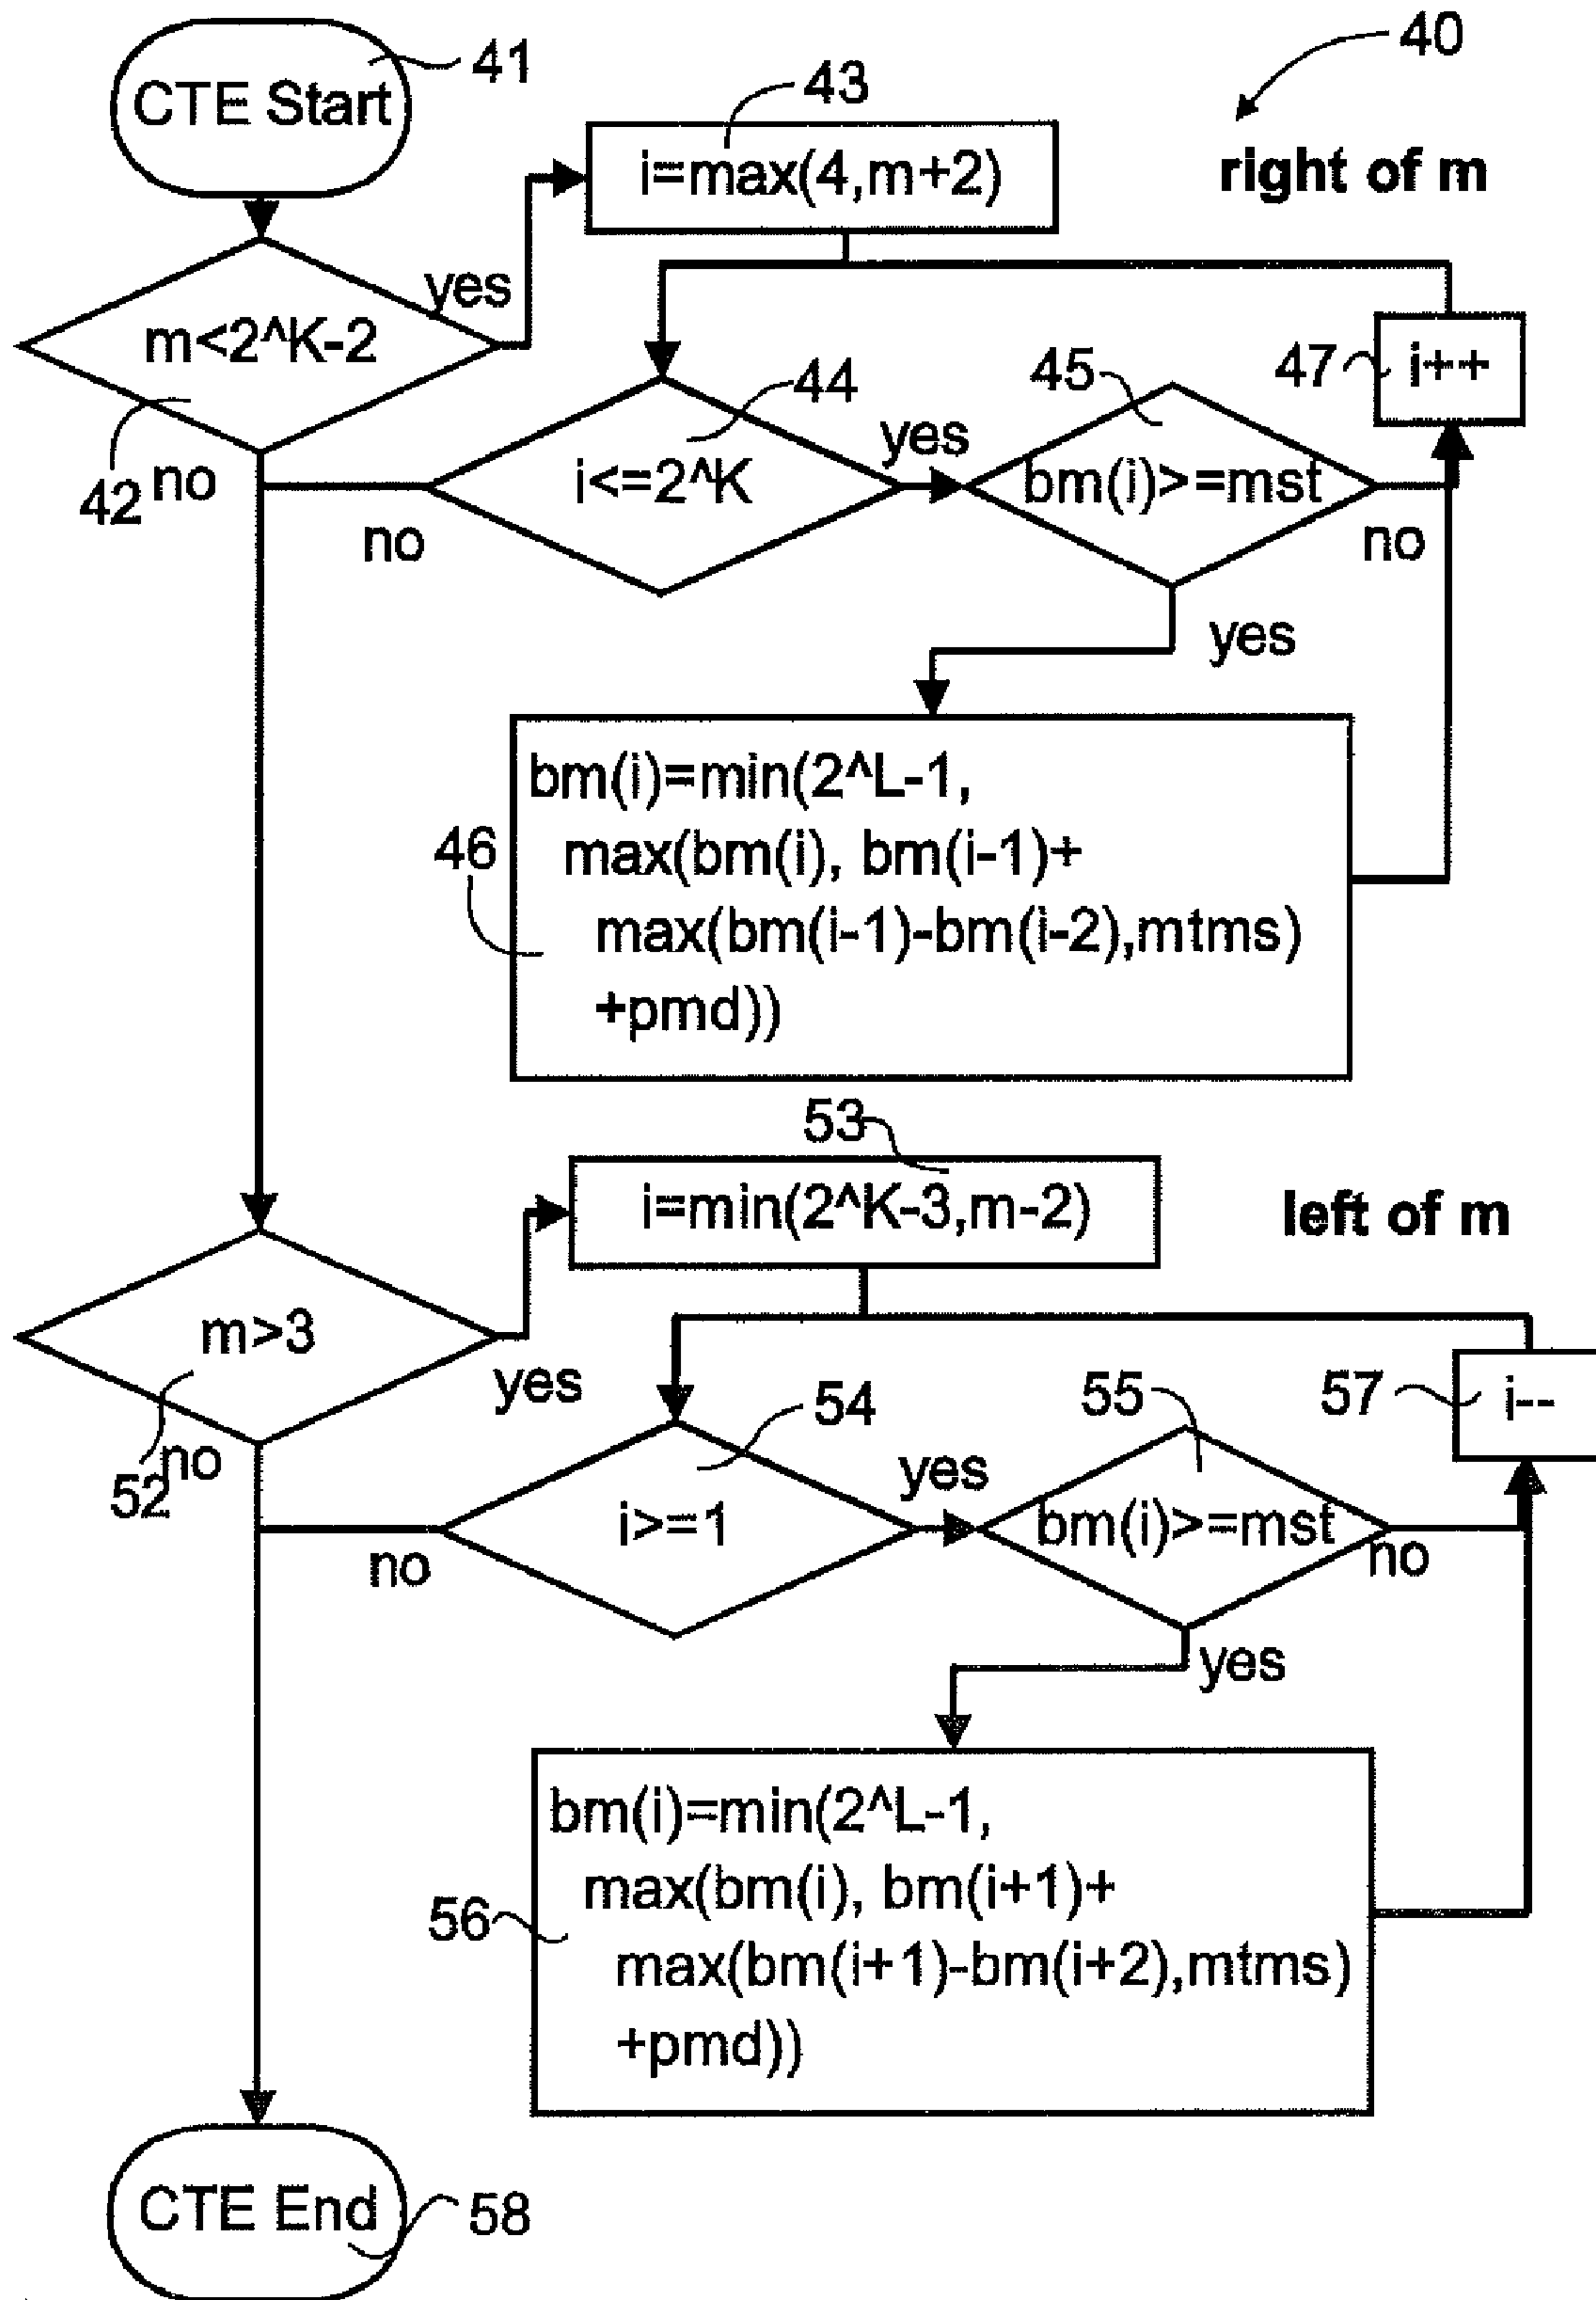 40
CTE Start
41
43
i=max(4,m+2)
right of m
yes
m<2^K-2
42
no
44
i<=2^K
yes
no
45
bm(i)>=mst
no
47
i++
yes
46
bm(i)=min(2^L-1,
max(bm(i), bm(i-1)+
max(bm(i-1)-bm(i-2),mtms)
+pmd))
53
i=min(2^K-3,m-2)
left of m
m>3
yes
52
no
54
i>=1
yes
no
55
bm(i)>=mst
no
57
i--
yes
56
bm(i)=min(2^L-1,
max(bm(i), bm(i+1)+
max(bm(i+1)-bm(i+2),mtms)
+pmd))
CTE End
58